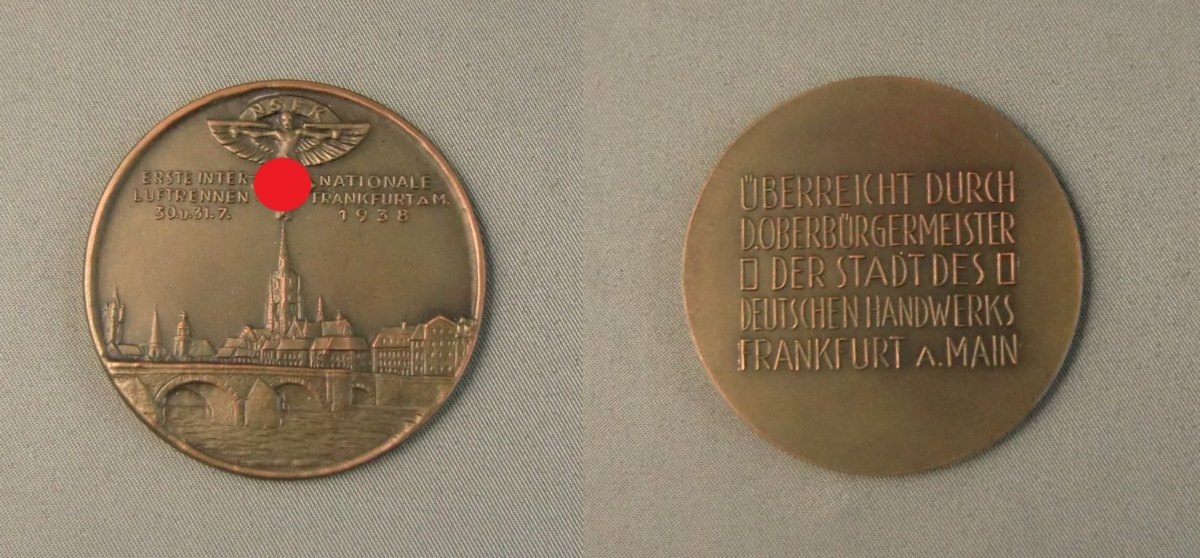 NSFK
ERSTE INTER= NATIONALE
LUFTRENNEN FRANKFURT A M.
30.u.31.7. 1938
ÜBERREICHT DURCH
D.OBERBÜRGERMEISTER
DER STADT DES
DEUTSCHEN HANDWERKS
FRANKFURT A.MAIN